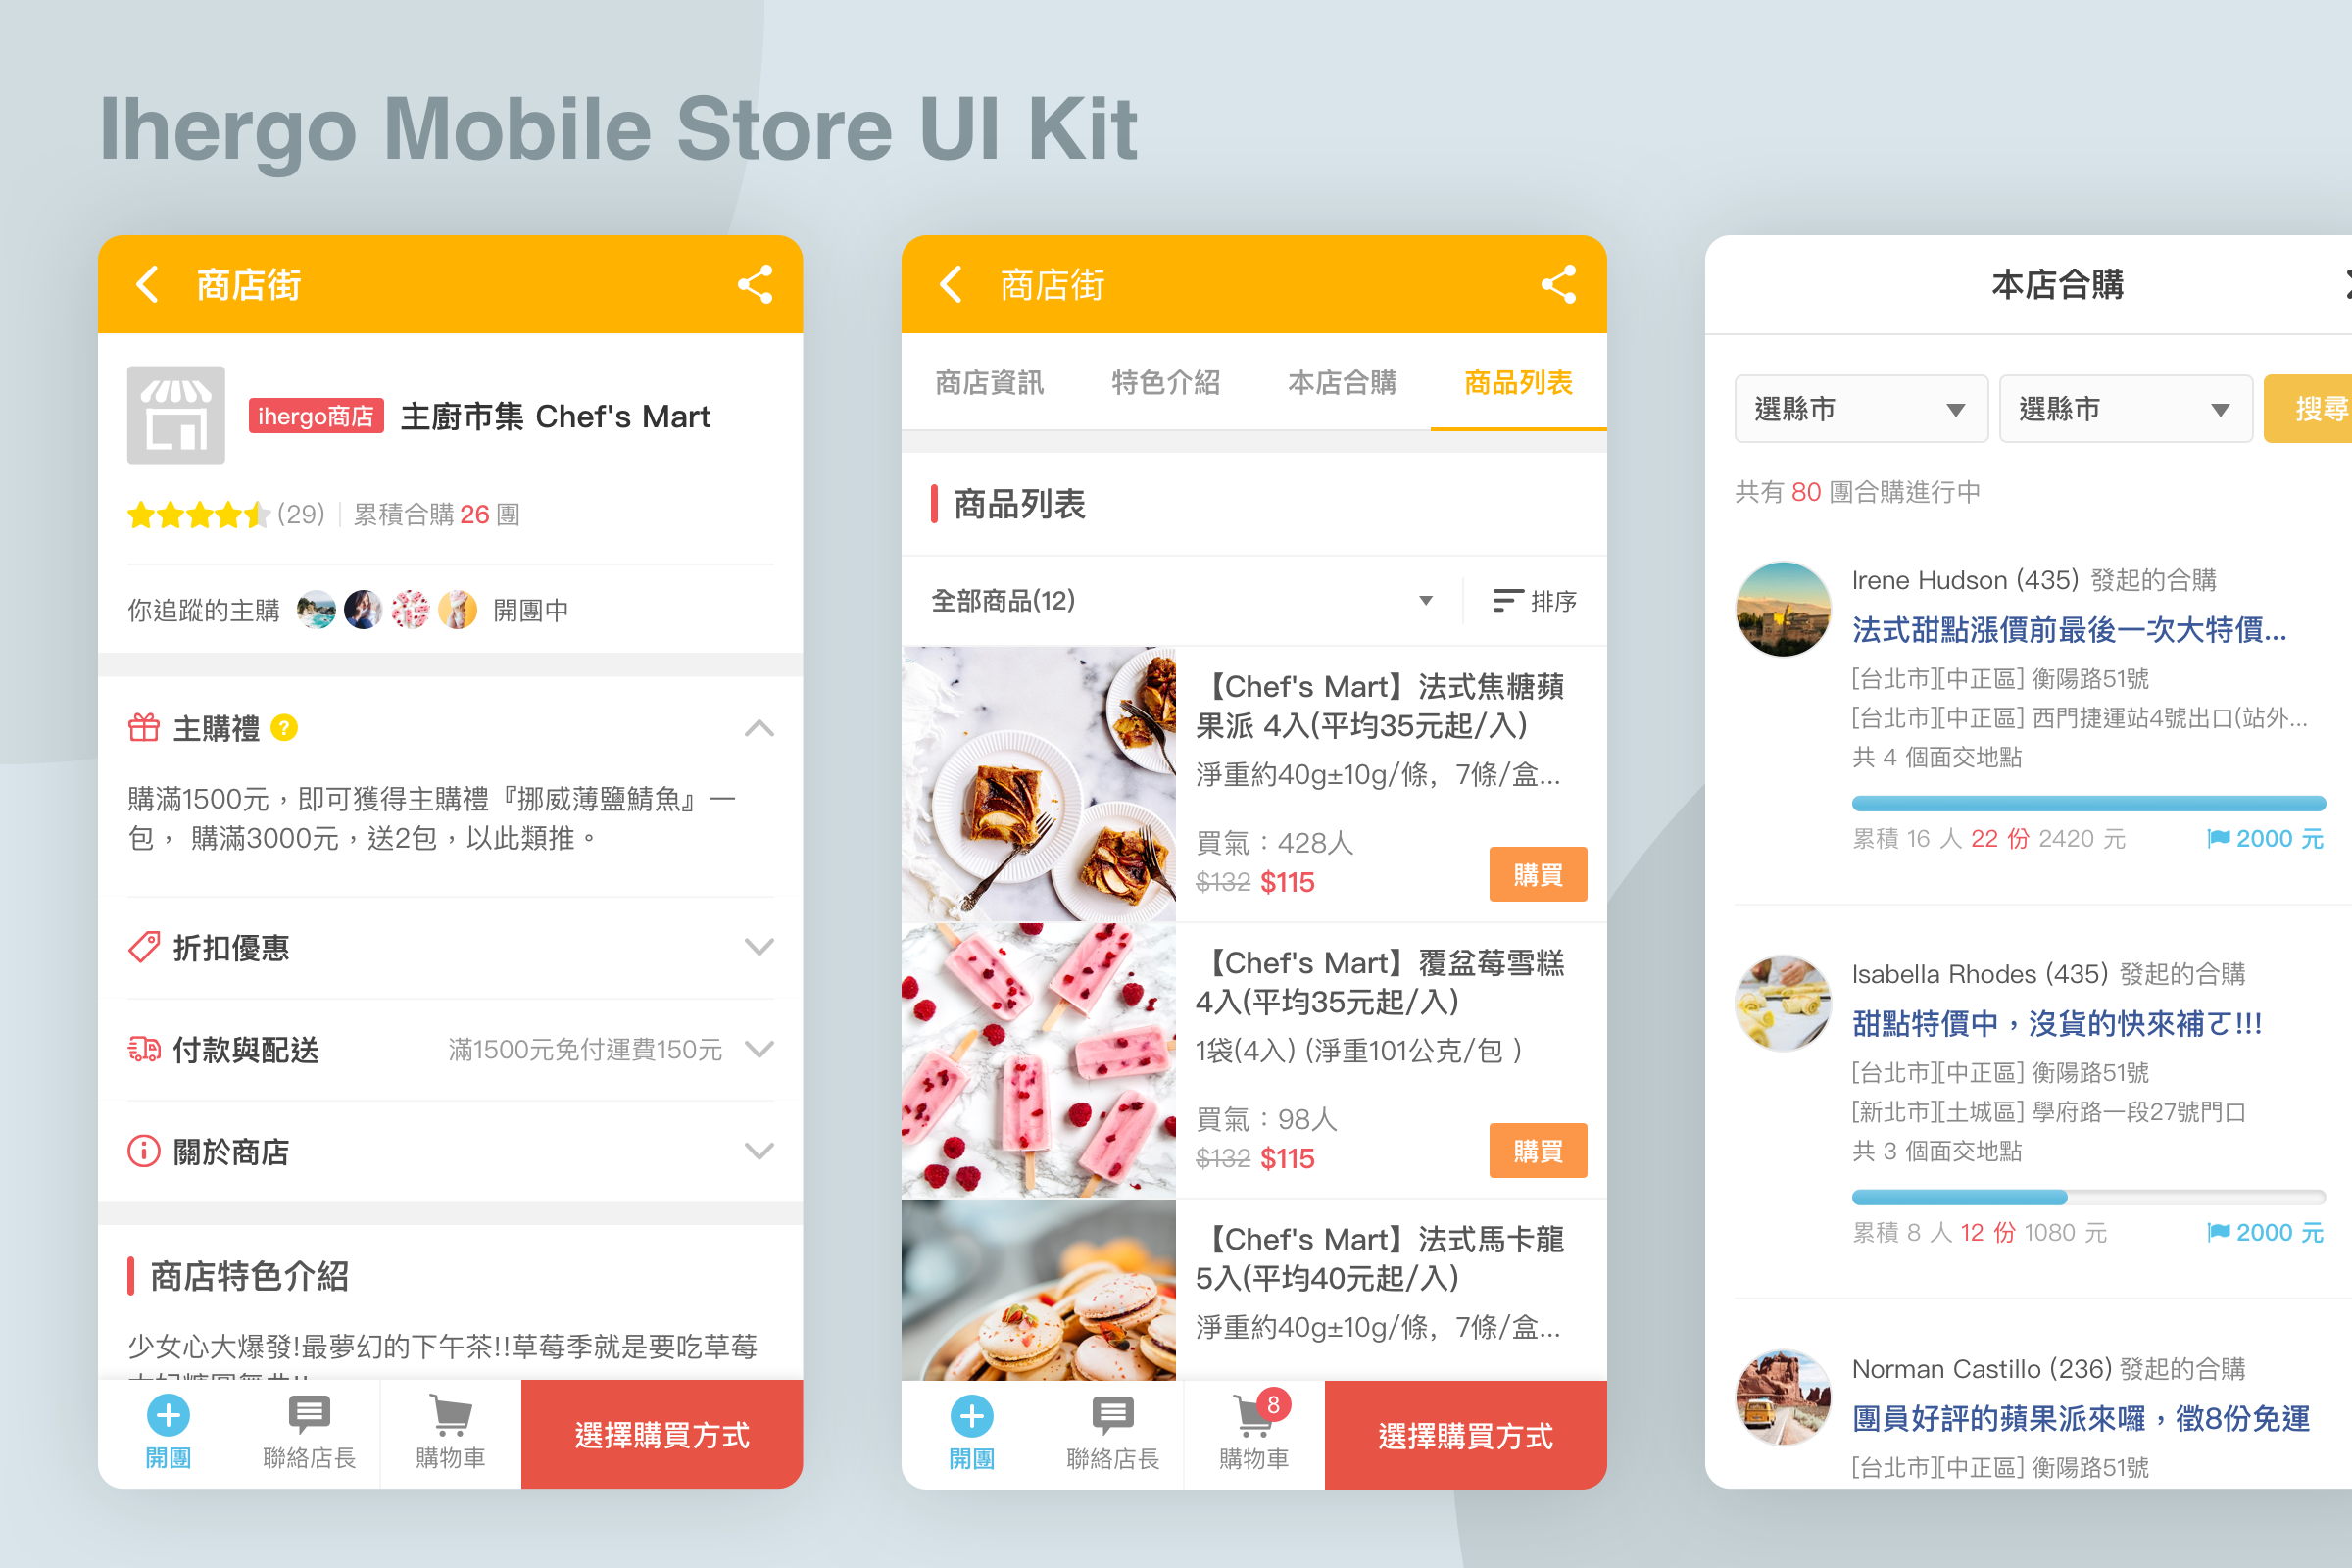 Ihergo Mobile Store UI Kit
商店街
ihergo商店 主廚市集 Chef's Mart
(29) 累積合購 26 團
你追蹤的主購 開團中
主購禮 ?
購滿1500元，即可獲得主購禮『挪威薄鹽鯖魚』一
包， 購滿3000元，送2包，以此類推。
折扣優惠
付款與配送 滿1500元免付運費150元
關於商店
商店特色介紹
少女心大爆發!最夢幻的下午茶!!草莓季就是要吃草莓
開團 聯絡店長 購物車 選擇購買方式
商店街
商店資訊 特色介紹 本店合購 商品列表
商品列表
全部商品(12) 排序
【Chef's Mart】法式焦糖蘋
果派 4入(平均35元起/入)
淨重約40g±10g/條，7條/盒...
買氣：428人
$132 $115 購買
【Chef's Mart】覆盆莓雪糕
4入(平均35元起/入)
1袋(4入) (淨重101公克/包 )
買氣：98人
$132 $115 購買
【Chef's Mart】法式馬卡龍
5入(平均40元起/入)
淨重約40g±10g/條，7條/盒...
開團 聯絡店長 購物車 8 選擇購買方式
本店合購
選縣市 選縣市 搜尋
共有 80 團合購進行中
Irene Hudson (435) 發起的合購
法式甜點漲價前最後一次大特價...
[台北市][中正區] 衡陽路51號
[台北市][中正區] 西門捷運站4號出口(站外...
共 4 個面交地點
累積 16 人 22 份 2420 元 2000 元
Isabella Rhodes (435) 發起的合購
甜點特價中，沒貨的快來補ㄛ!!!
[台北市][中正區] 衡陽路51號
[新北市][土城區] 學府路一段27號門口
共 3 個面交地點
累積 8 人 12 份 1080 元 2000 元
Norman Castillo (236) 發起的合購
團員好評的蘋果派來囉，徵8份免運
[台北市][中正區] 衡陽路51號